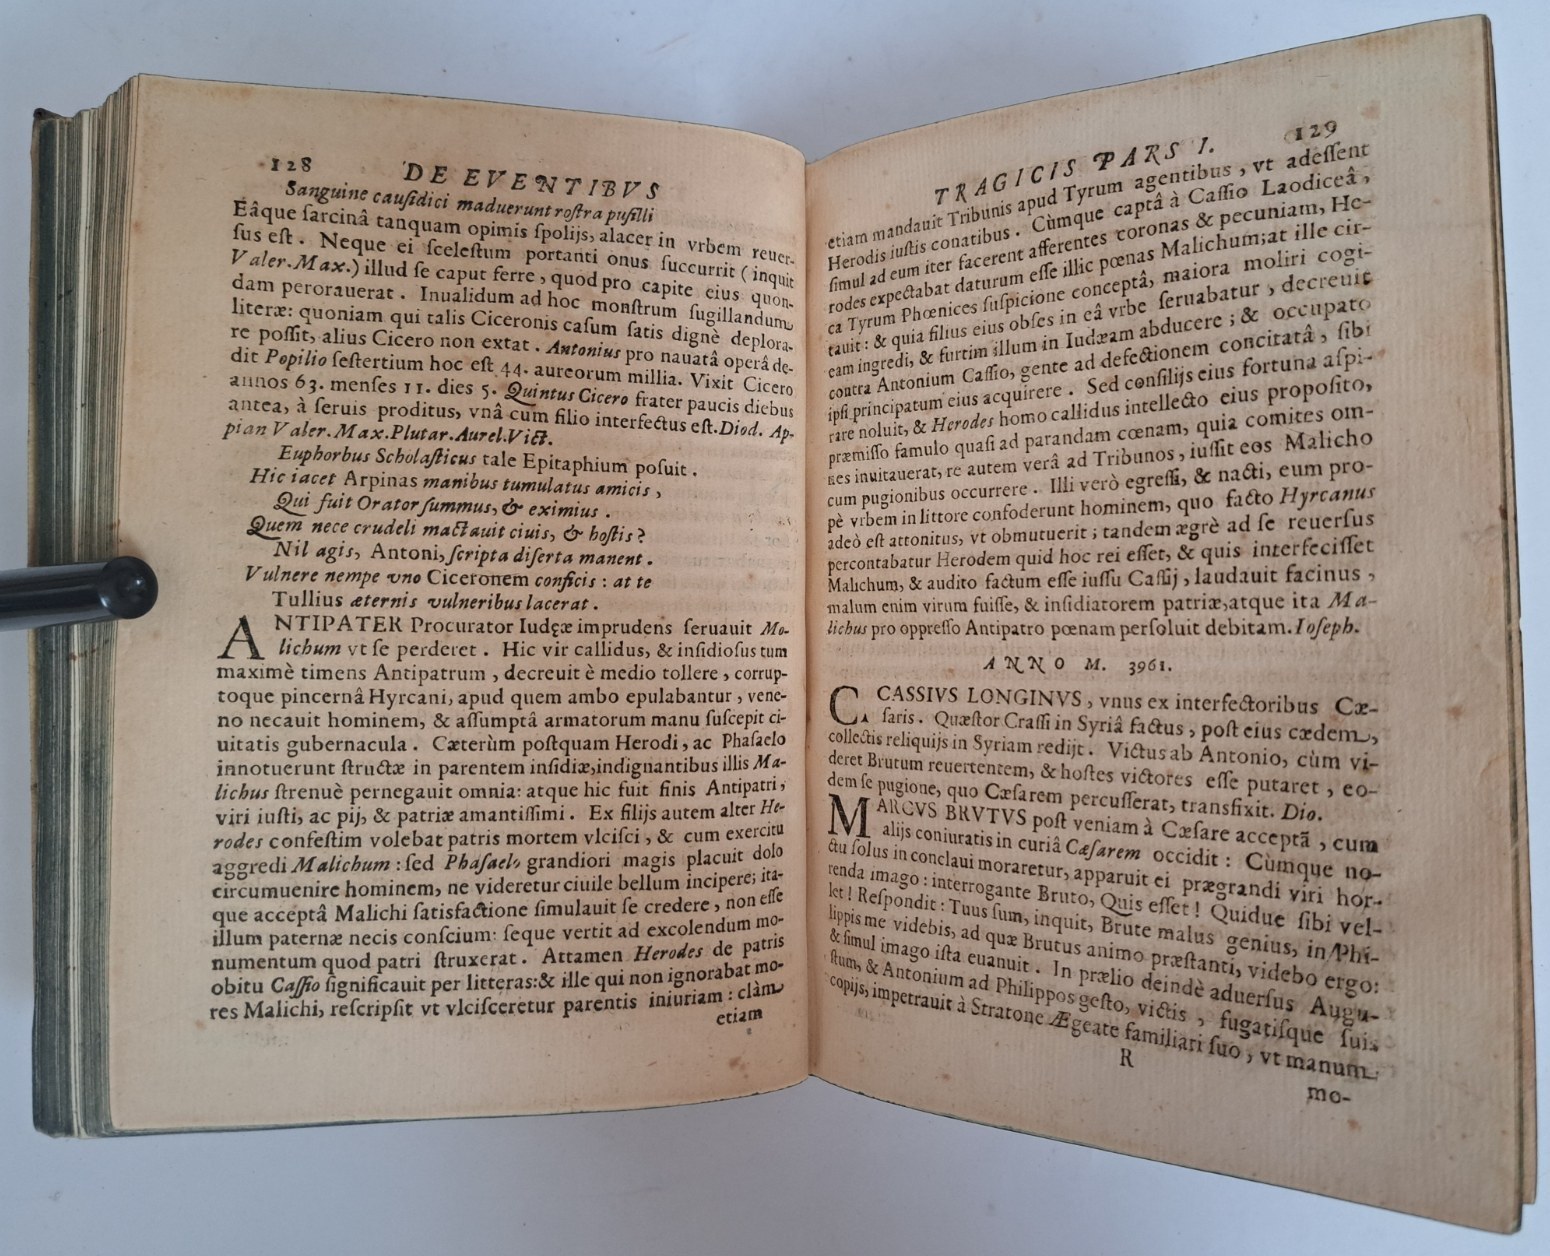 128
DE EVENTIBVS
Sanguine cauſidici maduerunt roſtra puſilli
Eâque ſarcinâ tanquam opimis ſpolijs, alacer in vrbem reuer-
ſus eſt. Neque ei ſceleſtum portanti onus ſuccurrit (inquit
Valer. Max.) illud ſe caput ferre, quod pro capite eius quon-
dam perorauerat. Inualidum ad hoc monſtrum ſugillandum
literæ: quoniam qui talis Ciceronis caſum ſatis dignè deplora-
re poſſit, alius Cicero non extat. Antonius pro nauatâ operâ de-
dit Popilio ſeſtertium hoc eſt 44. aureorum millia. Vixit Cicero
annos 63. menſes 11. dies 5. Quintus Cicero frater paucis diebus
antea, à ſeruis proditus, vnâ cum filio interfectus eſt. Diod. Ap-
pian Valer. Max. Plutar. Aurel. Vict.
Euphorbus Scholaſticus tale Epitaphium poſuit.
Hic iacet Arpinas manibus tumulatus amicis,
Qui fuit Orator ſummus, & eximius.
Quem nece crudeli mactauit ciuis, & hoſtis?
Nil agis, Antoni, ſcripta diſerta manent.
Vulnere nempe vno Ciceronem conficis: at te
Tullius æternis vulneribus lacerat.
ANTIPATER Procurator Iudęæ imprudens ſeruauit Mo-
lichum vt ſe perderet. Hic vir callidus, & inſidioſus tum
maximè timens Antipatrum, decreuit è medio tollere, corrup-
toque pincernâ Hyrcani, apud quem ambo epulabantur, vene-
no necauit hominem, & aſſumptâ armatorum manu ſuſcepit ci-
uitatis gubernacula. Cæterùm poſtquam Herodi, ac Phaſaelo
innotuerunt ſtructæ in parentem inſidiæ, indignantibus illis Ma-
lichus ſtrenuè pernegauit omnia: atque hic fuit finis Antipatri,
viri iuſti, ac pij, & patriæ amantiſſimi. Ex filijs autem alter He-
rodes confeſtim volebat patris mortem vlciſci, & cum exercitu
aggredi Malichum: ſed Phaſaelo grandiori magis placuit dolo
circumuenire hominem, ne videretur ciuile bellum incipere; ita-
que acceptâ Malichi ſatisfactione ſimulauit ſe credere, non eſſe
illum paternæ necis conſcium: ſeque vertit ad excolendum mo-
numentum quod patri ſtruxerat. Attamen Herodes de patris
obitu Caſſio ſignificauit per litteras: & ille qui non ignorabat mo-
res Malichi, reſcripſit vt vlciſceretur parentis iniuriam: clàm
etiam
TRAGICIS PARS I.
129
etiam mandauit Tribunis apud Tyrum agentibus, vt adeſſent
Herodis iuſtis conatibus. Cùmque captâ à Caſſio Laodiceâ,
ſimul ad eum iter facerent afferentes coronas & pecuniam, He-
rodes expectabat daturum eſſe illic pœnas Malichum; at ille cir-
ca Tyrum Phœnices ſuſpicione conceptâ, maiora moliri cogi-
tauit: & quia filius eius obſes in eâ vrbe ſeruabatur, decreuit
eam ingredi, & furtim illum in Iudæam abducere; & occupato
contra Antonium Caſſio, gente ad defectionem concitatâ, ſibi
ipſi principatum eius acquirere. Sed conſilijs eius fortuna aſpi-
rare noluit, & Herodes homo callidus intellecto eius propoſito,
præmiſſo famulo quaſi ad parandam cœnam, quia comites om-
nes inuitauerat, re autem verâ ad Tribunos, iuſſit eos Malicho
cum pugionibus occurrere. Illi verò egreſſi, & nacti, eum pro-
pè vrbem in littore confoderunt hominem, quo facto Hyrcanus
adeò eſt attonitus, vt obmutuerit; tandem ægrè ad ſe reuerſus
percontabatur Herodem quid hoc rei eſſet, & quis interfeciſſet
Malichum, & audito factum eſſe iuſſu Caſſij, laudauit facinus,
malum enim virum fuiſſe, & inſidiatorem patriæ, atque ita Ma-
lichus pro oppreſſo Antipatro pœnam perſoluit debitam. Ioſeph.
ANNO M. 3961.
CASSIVS LONGINVS, vnus ex interfectoribus Cæ-
ſaris. Quæſtor Craſſi in Syriâ factus, poſt eius cædem,
collectis reliquijs in Syriam redijt. Victus ab Antonio, cùm vi-
deret Brutum reuertentem, & hoſtes victores eſſe putaret, eo-
dem ſe pugione, quo Cæſarem percuſſerat, transfixit. Dio.
MARCVS BRVTVS poſt veniam à Cæſare acceptã, cum
alijs coniuratis in curiâ Cæſarem occidit: Cùmque no-
ctu ſolus in conclaui moraretur, apparuit ei prægrandi viri hor-
renda imago: interrogante Bruto, Quis eſſet! Quidue ſibi vel-
let! Reſpondit: Tuus ſum, inquit, Brute malus genius, in Phi-
lippis me videbis, ad quæ Brutus animo præſtanti, videbo ergo:
& ſimul imago iſta euanuit. In prælio deindè aduerſus Augu-
ſtum, & Antonium ad Philippos geſto, victis, fugatiſque ſuis
copijs, impetrauit à Stratone Ægeate familiari ſuo, vt manum
R
mo-